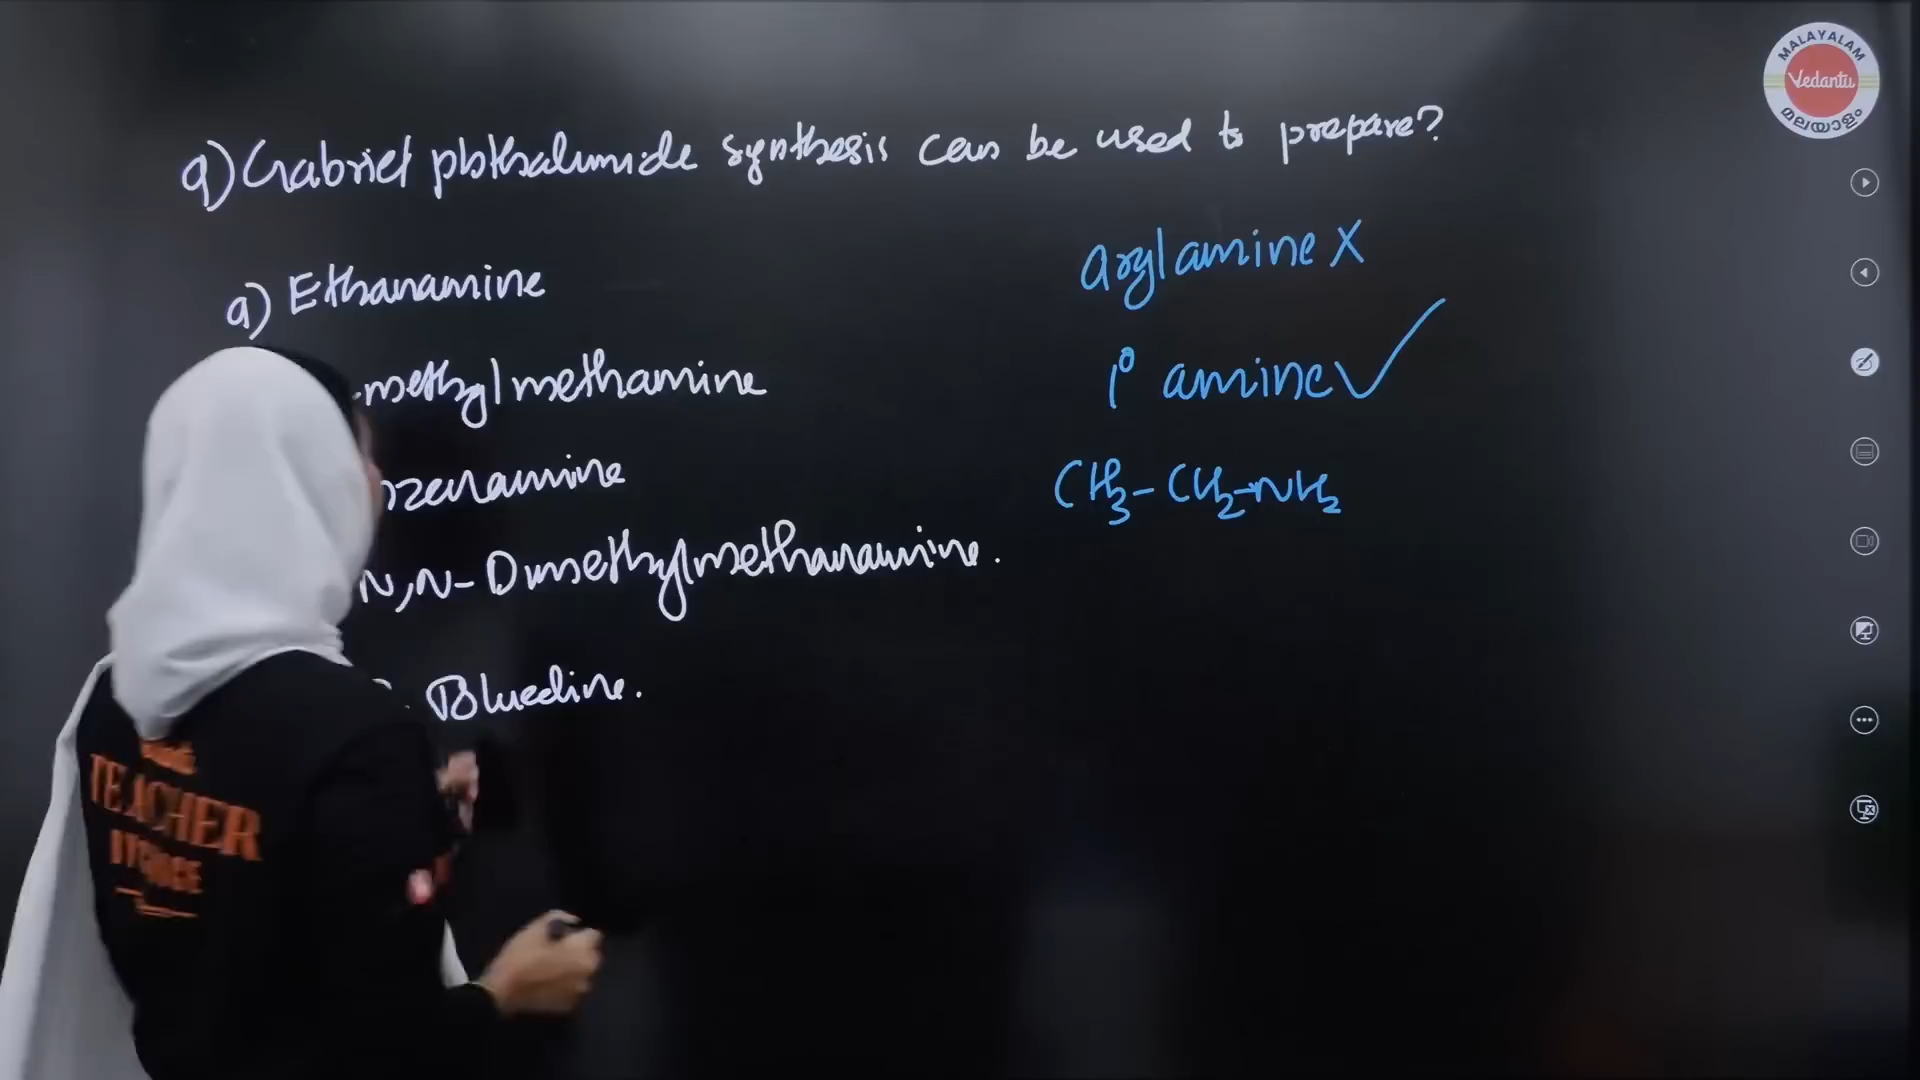 MALAYALAM
Vedantu
മലയാളം
q) Gabriel phthalimide synthesis can be used to prepare?
a) Ethanamine
methylmethamine
zenamine
N,N-Dimethylmethanamine.
arylamine X
1° amine ✓
CH3-CH2-NH2
TEACHER